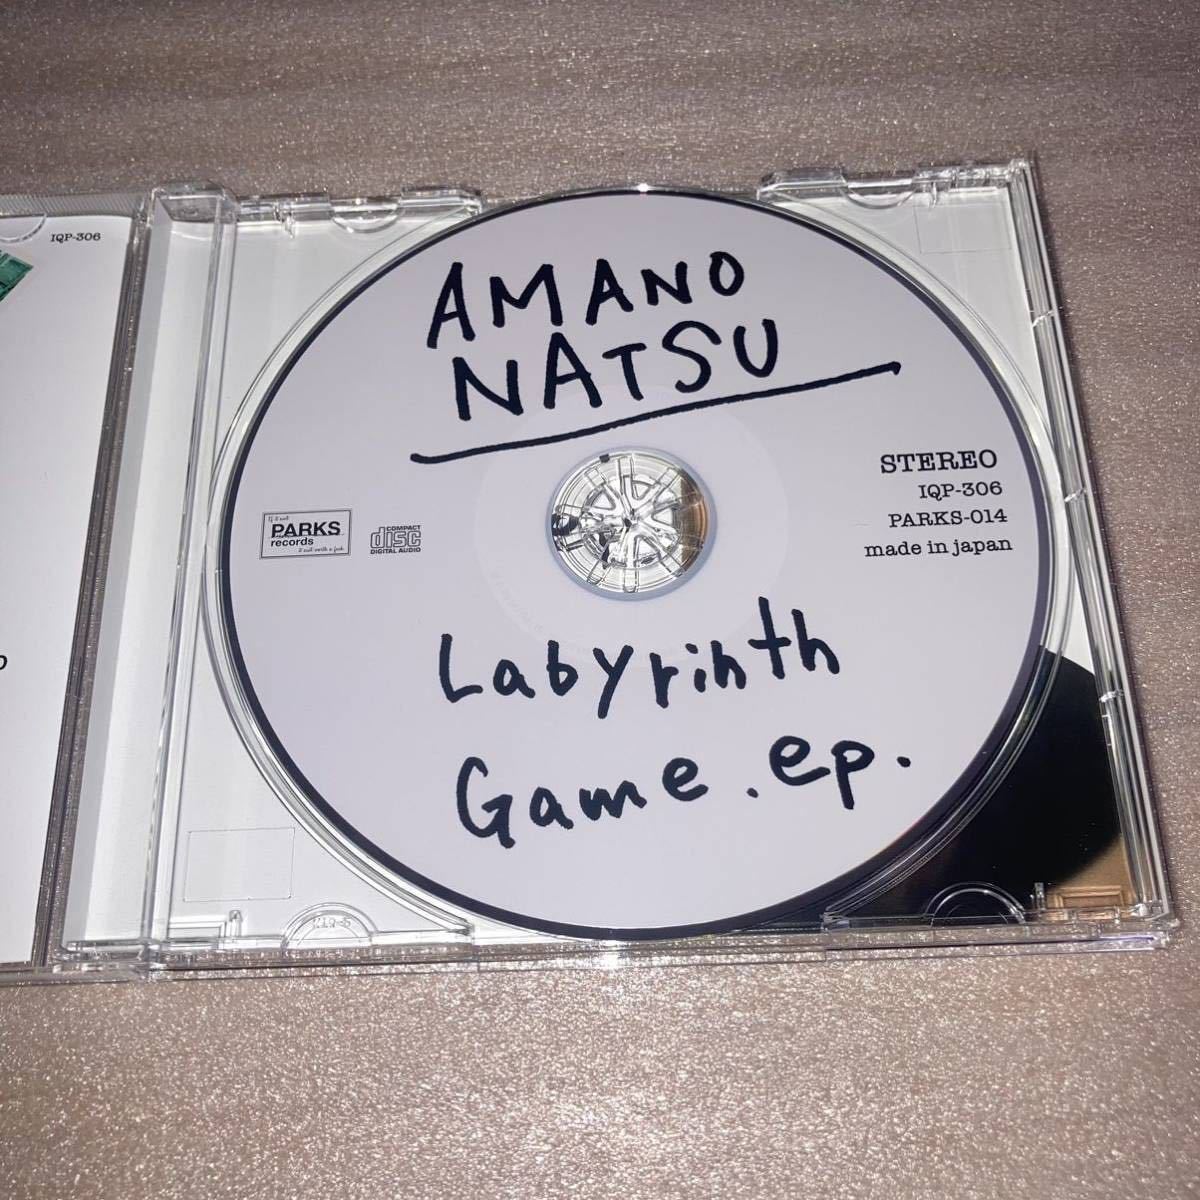 IQP-306
AMANO
NATSU
STEREO
IQP-306
PARKS-014
made in japan
PARKS
records
COMPACT
disc
DIGITAL AUDIO
Labyrinth
Game. ep.